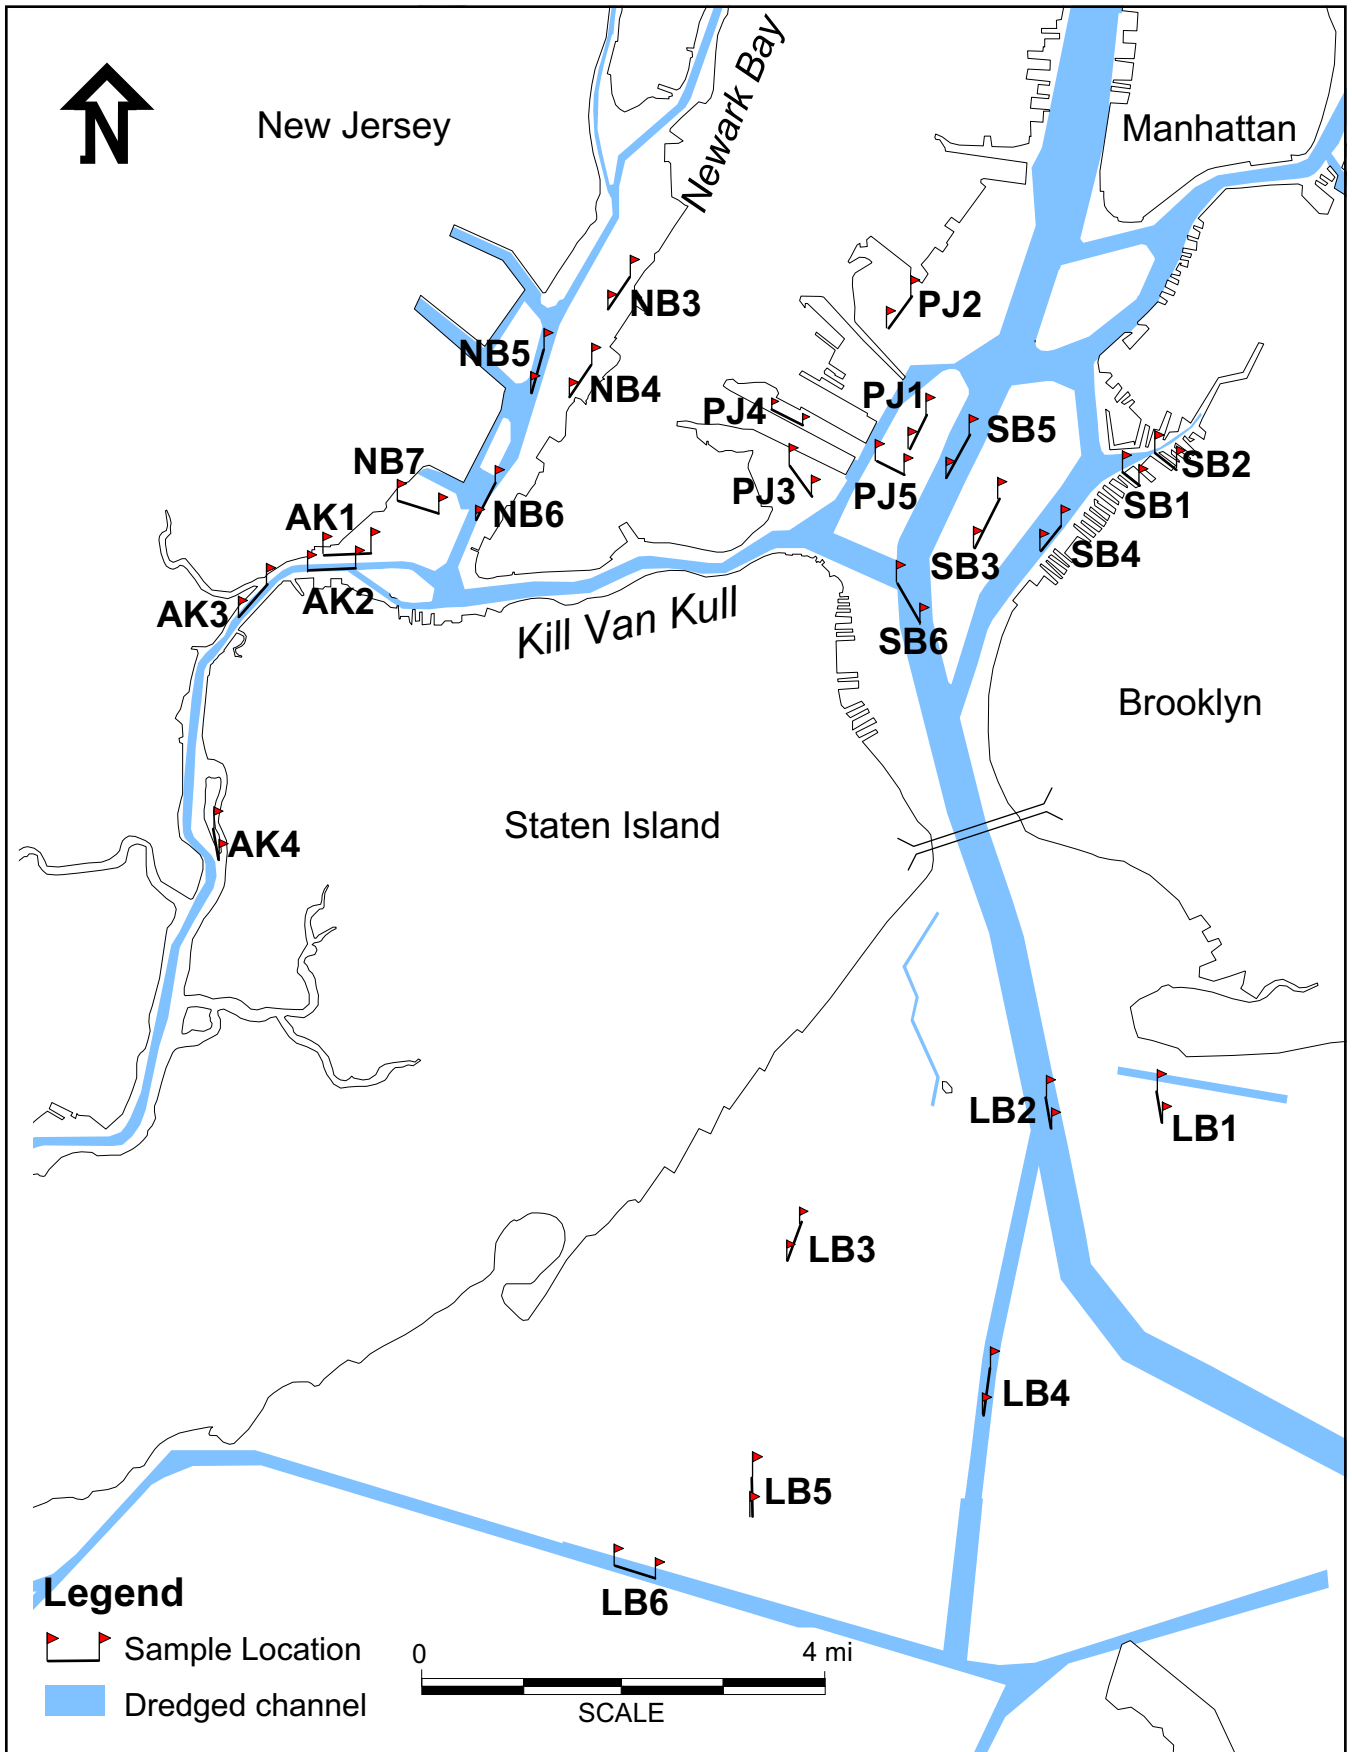 New Jersey
Newark Bay
Manhattan
N
NB3
PJ2
NB5
NB4
PJ4
PJ1
SB5
NB7
PJ3
PJ5
SB2
SB1
AK1
NB6
SB4
SB3
AK3
AK2
Kill Van Kull
SB6
Brooklyn
Staten Island
AK4
LB2
LB1
LB3
LB4
LB5
LB6
Legend
Sample Location
Dredged channel
0
4 mi
SCALE